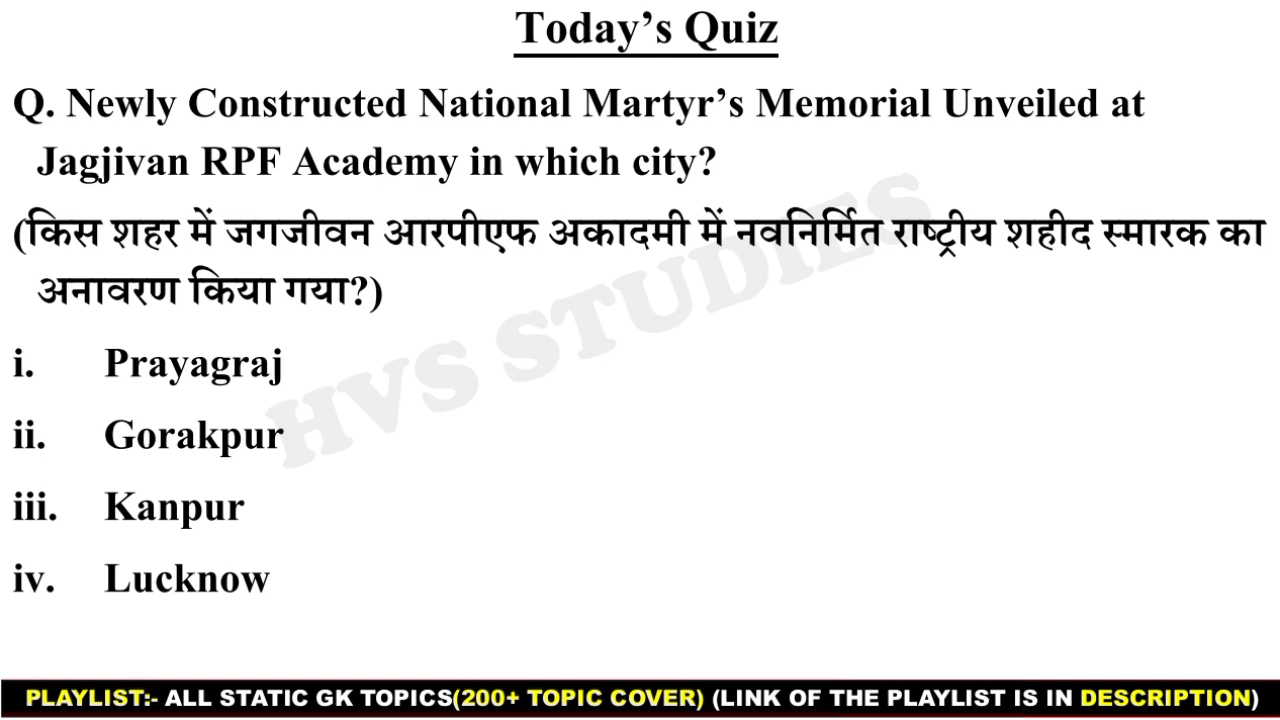 Today’s Quiz
Q. Newly Constructed National Martyr’s Memorial Unveiled at
Jagjivan RPF Academy in which city?
(किस शहर में जगजीवन आरपीएफ अकादमी में नवनिर्मित राष्ट्रीय शहीद स्मारक का
अनावरण किया गया?)
HVS STUDIES
i. Prayagraj
ii. Gorakpur
iii. Kanpur
iv. Lucknow
PLAYLIST:- ALL STATIC GK TOPICS(200+ TOPIC COVER) (LINK OF THE PLAYLIST IS IN DESCRIPTION)